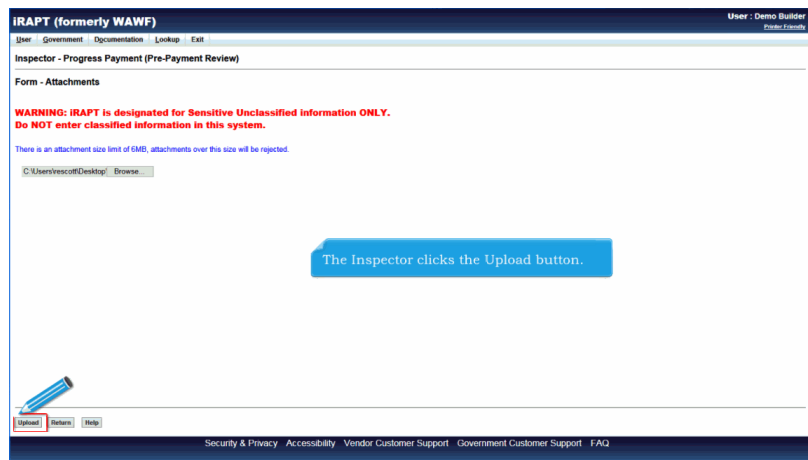 iRAPT (formerly WAWF)
User : Demo Builder
Printer Friendly
User Government Documentation Lookup Exit
Inspector - Progress Payment (Pre-Payment Review)
Form - Attachments
WARNING: iRAPT is designated for Sensitive Unclassified information ONLY.
Do NOT enter classified information in this system.
There is an attachment size limit of 6MB, attachments over this size will be rejected.
C:\Users\rescott\Desktop\ Browse...
The Inspector clicks the Upload button.
Upload Return Help
Security & Privacy Accessibility Vendor Customer Support Government Customer Support FAQ